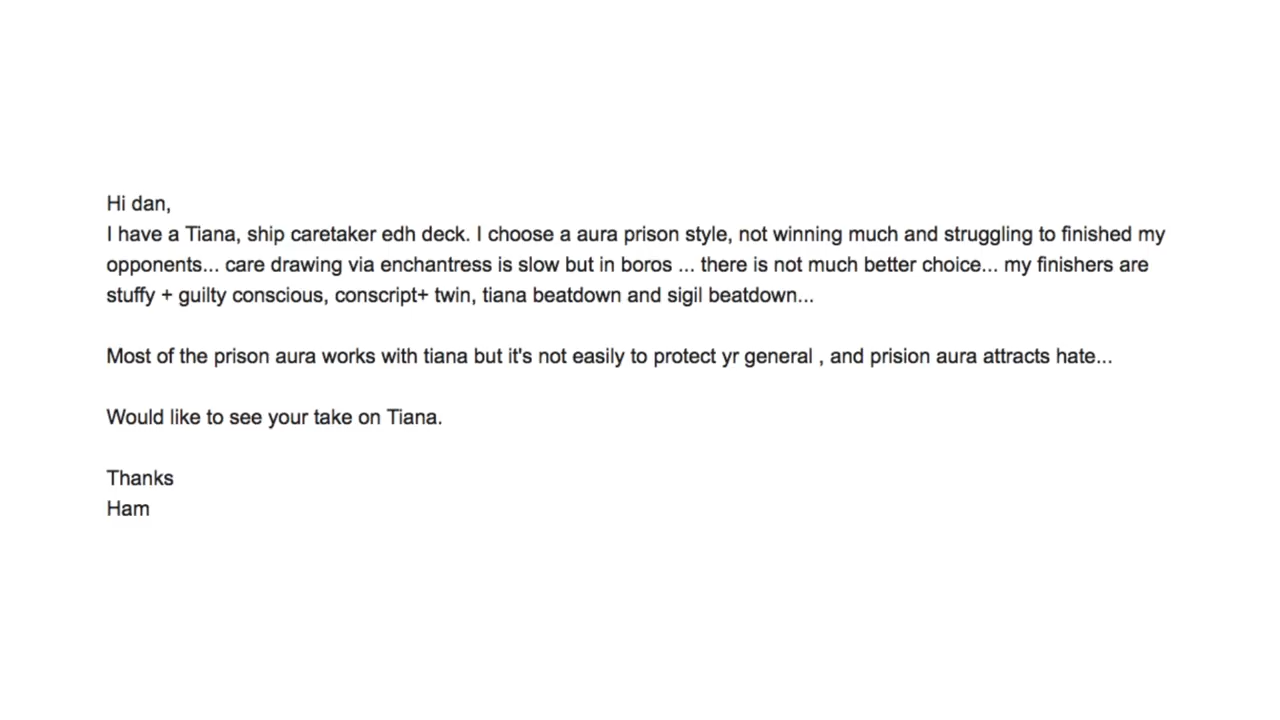 Hi dan,
I have a Tiana, ship caretaker edh deck. I choose a aura prison style, not winning much and struggling to finished my
opponents... care drawing via enchantress is slow but in boros ... there is not much better choice... my finishers are
stuffy + guilty conscious, conscript+ twin, tiana beatdown and sigil beatdown...
Most of the prison aura works with tiana but it's not easily to protect yr general , and prision aura attracts hate...
Would like to see your take on Tiana.
Thanks
Ham